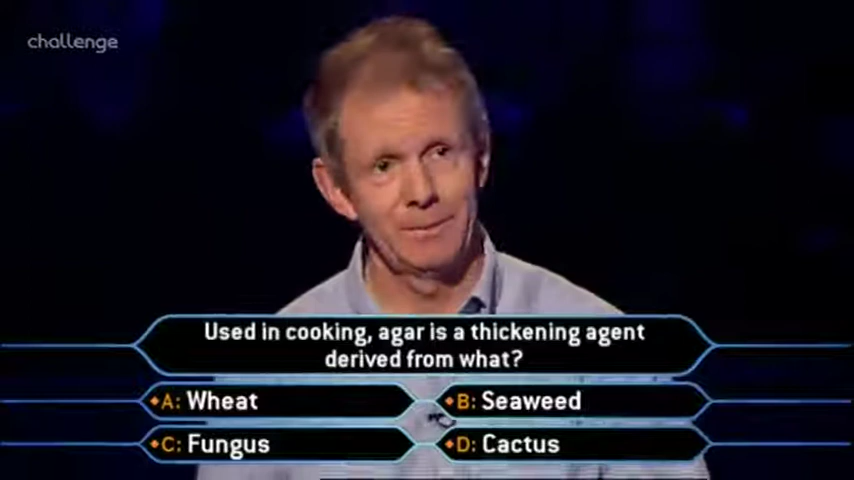 challenge
Used in cooking, agar is a thickening agent
derived from what?
A: Wheat
B: Seaweed
C: Fungus
D: Cactus